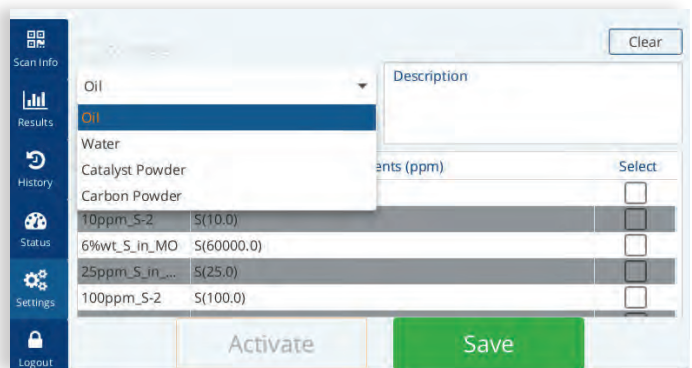 Clear
Scan Info
Oil
Description
Results
Oil
Water
Catalyst Powder
Carbon Powder
ents (ppm)
Select
History
10ppm_S-2 S(10.0)
Status
6%wt_S_in_MO S(60000.0)
25ppm_S_in_... S(25.0)
Settings
100ppm_S-2 S(100.0)
Activate
Save
Logout